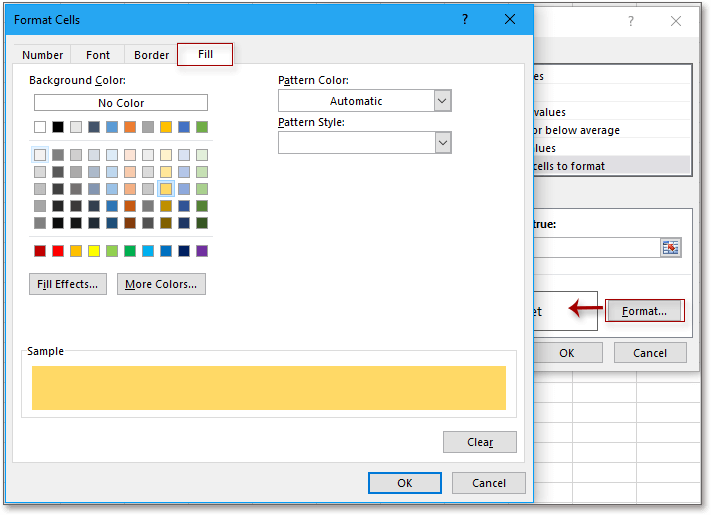 Format Cells
?
?
Number Font Border Fill
Background Color:
No Color
Pattern Color:
Automatic
Pattern Style:
Fill Effects... More Colors...
Sample
Clear
OK Cancel
es
values
or below average
alues
cells to format
true:
et
Format...
OK Cancel